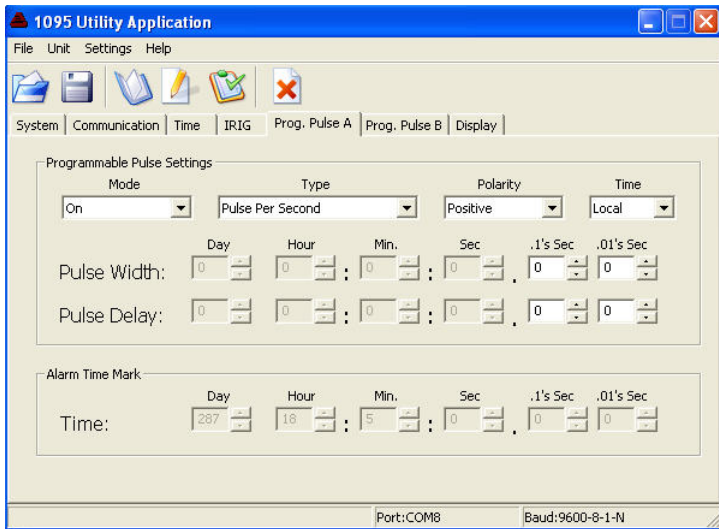 1095 Utility Application
File Unit Settings Help
System Communication Time IRIG Prog. Pulse A Prog. Pulse B Display
Programmable Pulse Settings
Mode Type Polarity Time
On Pulse Per Second Positive Local
Day Hour Min. Sec .1's Sec .01's Sec
Pulse Width: 0 0 : 0 : 0 . 0 0
Pulse Delay: 0 0 : 0 : 0 . 0 0
Alarm Time Mark
Day Hour Min. Sec .1's Sec .01's Sec
Time: 287 18 : 5 : 0 . 0 0
Port:COM8 Baud:9600-8-1-N